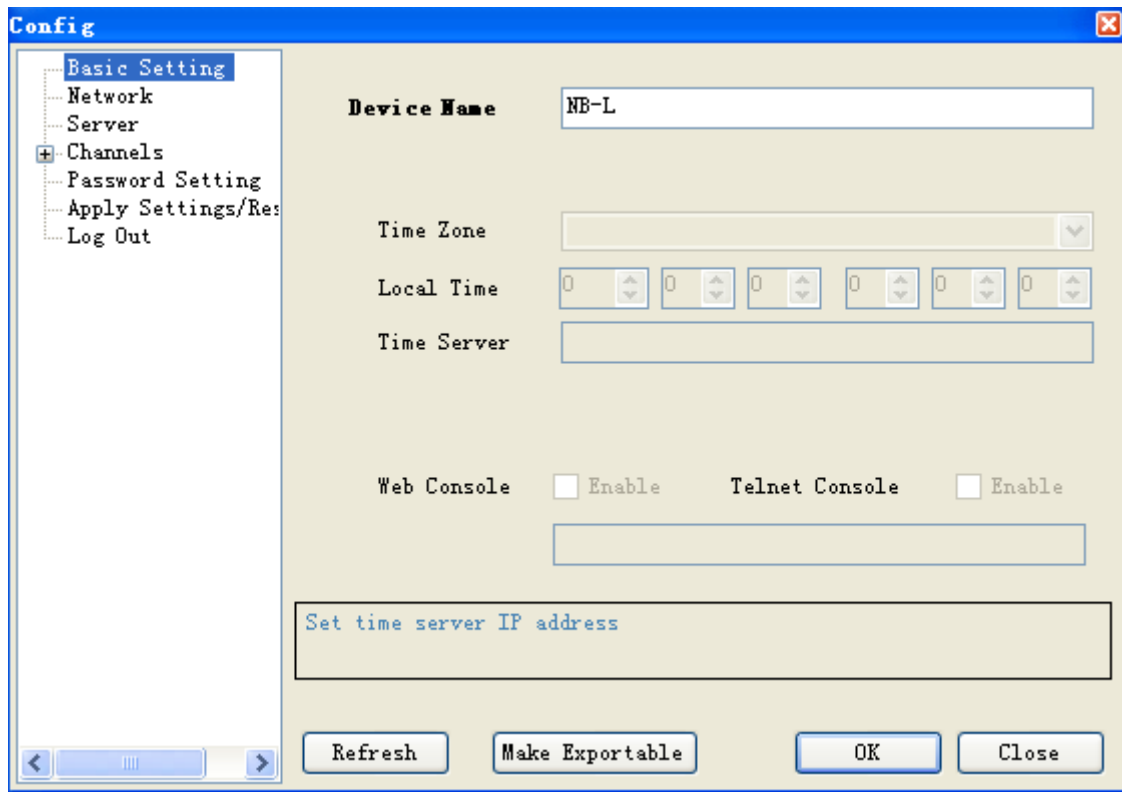 Config
Basic Setting
Network
Server
Channels
Password Setting
Apply Settings/Res
Log Out
Device Name NB-L
Time Zone
Local Time 0 0 0 0 0 0
Time Server
Web Console Enable Telnet Console Enable
Set time server IP address
Refresh Make Exportable OK Close